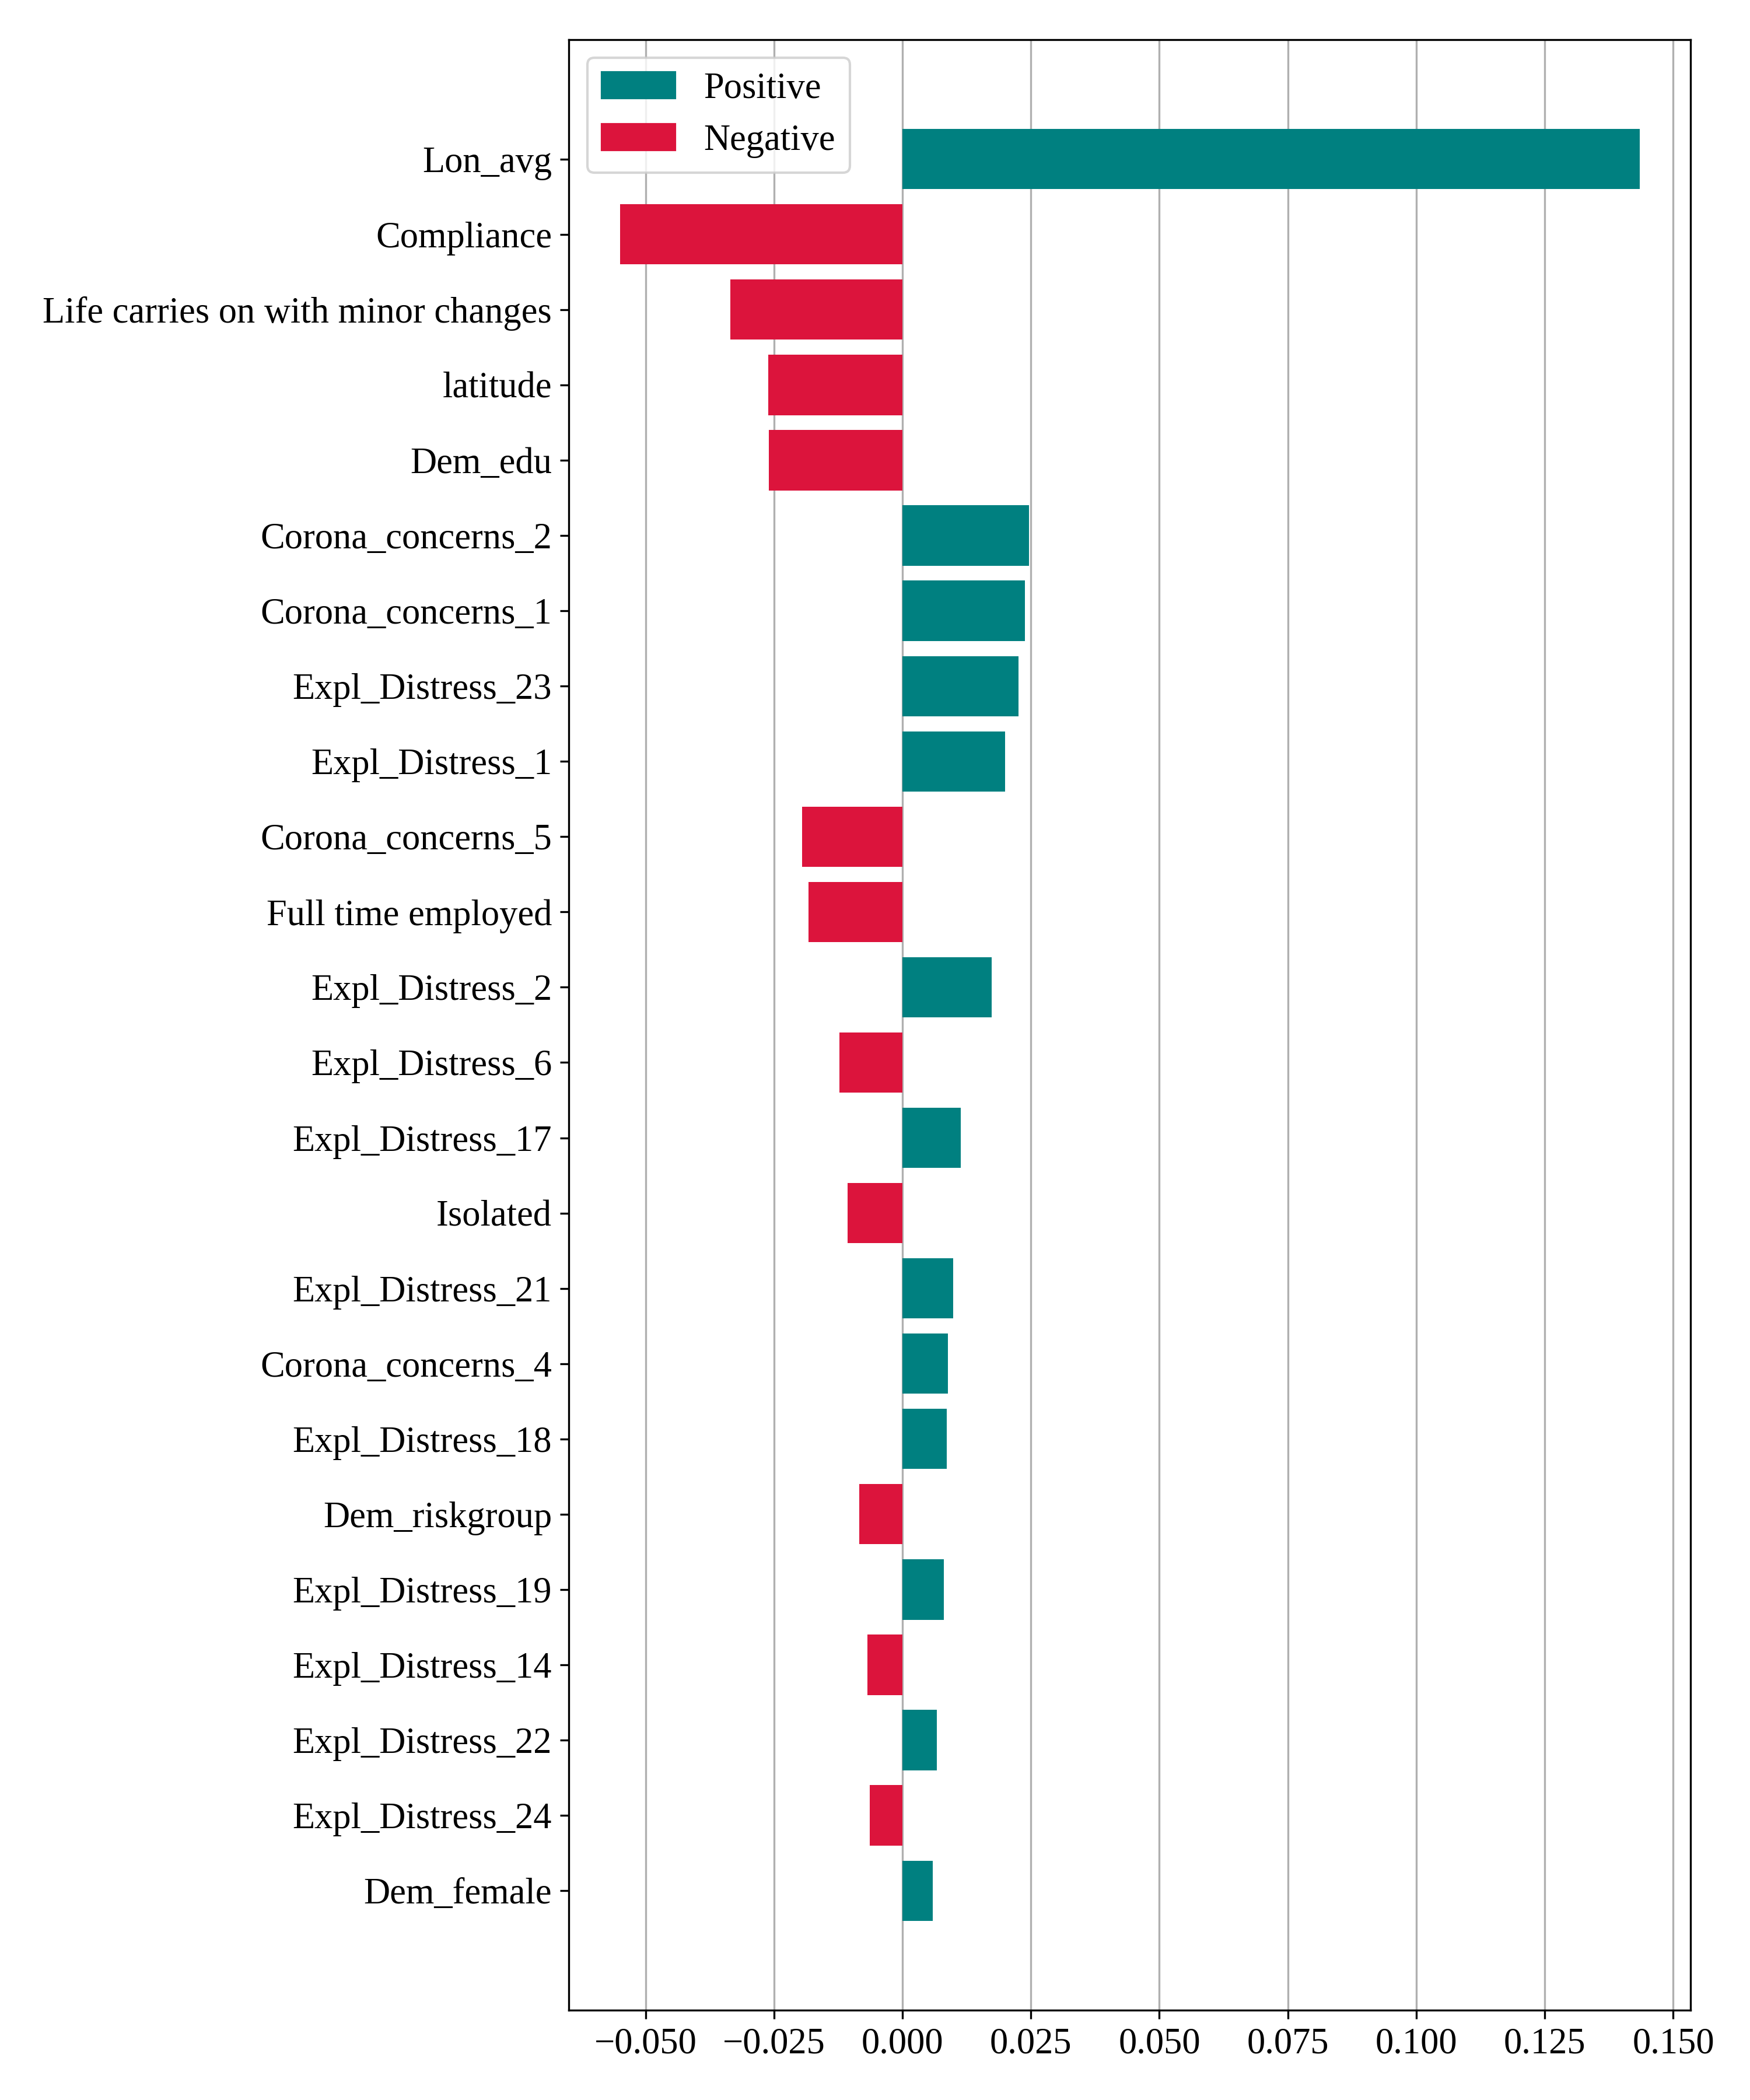 Positive
Negative
Lon_avg
Compliance
Life carries on with minor changes
latitude
Dem_edu
Corona_concerns_2
Corona_concerns_1
Expl_Distress_23
Expl_Distress_1
Corona_concerns_5
Full time employed
Expl_Distress_2
Expl_Distress_6
Expl_Distress_17
Isolated
Expl_Distress_21
Corona_concerns_4
Expl_Distress_18
Dem_riskgroup
Expl_Distress_19
Expl_Distress_14
Expl_Distress_22
Expl_Distress_24
Dem_female
−0.050 −0.025 0.000 0.025 0.050 0.075 0.100 0.125 0.150